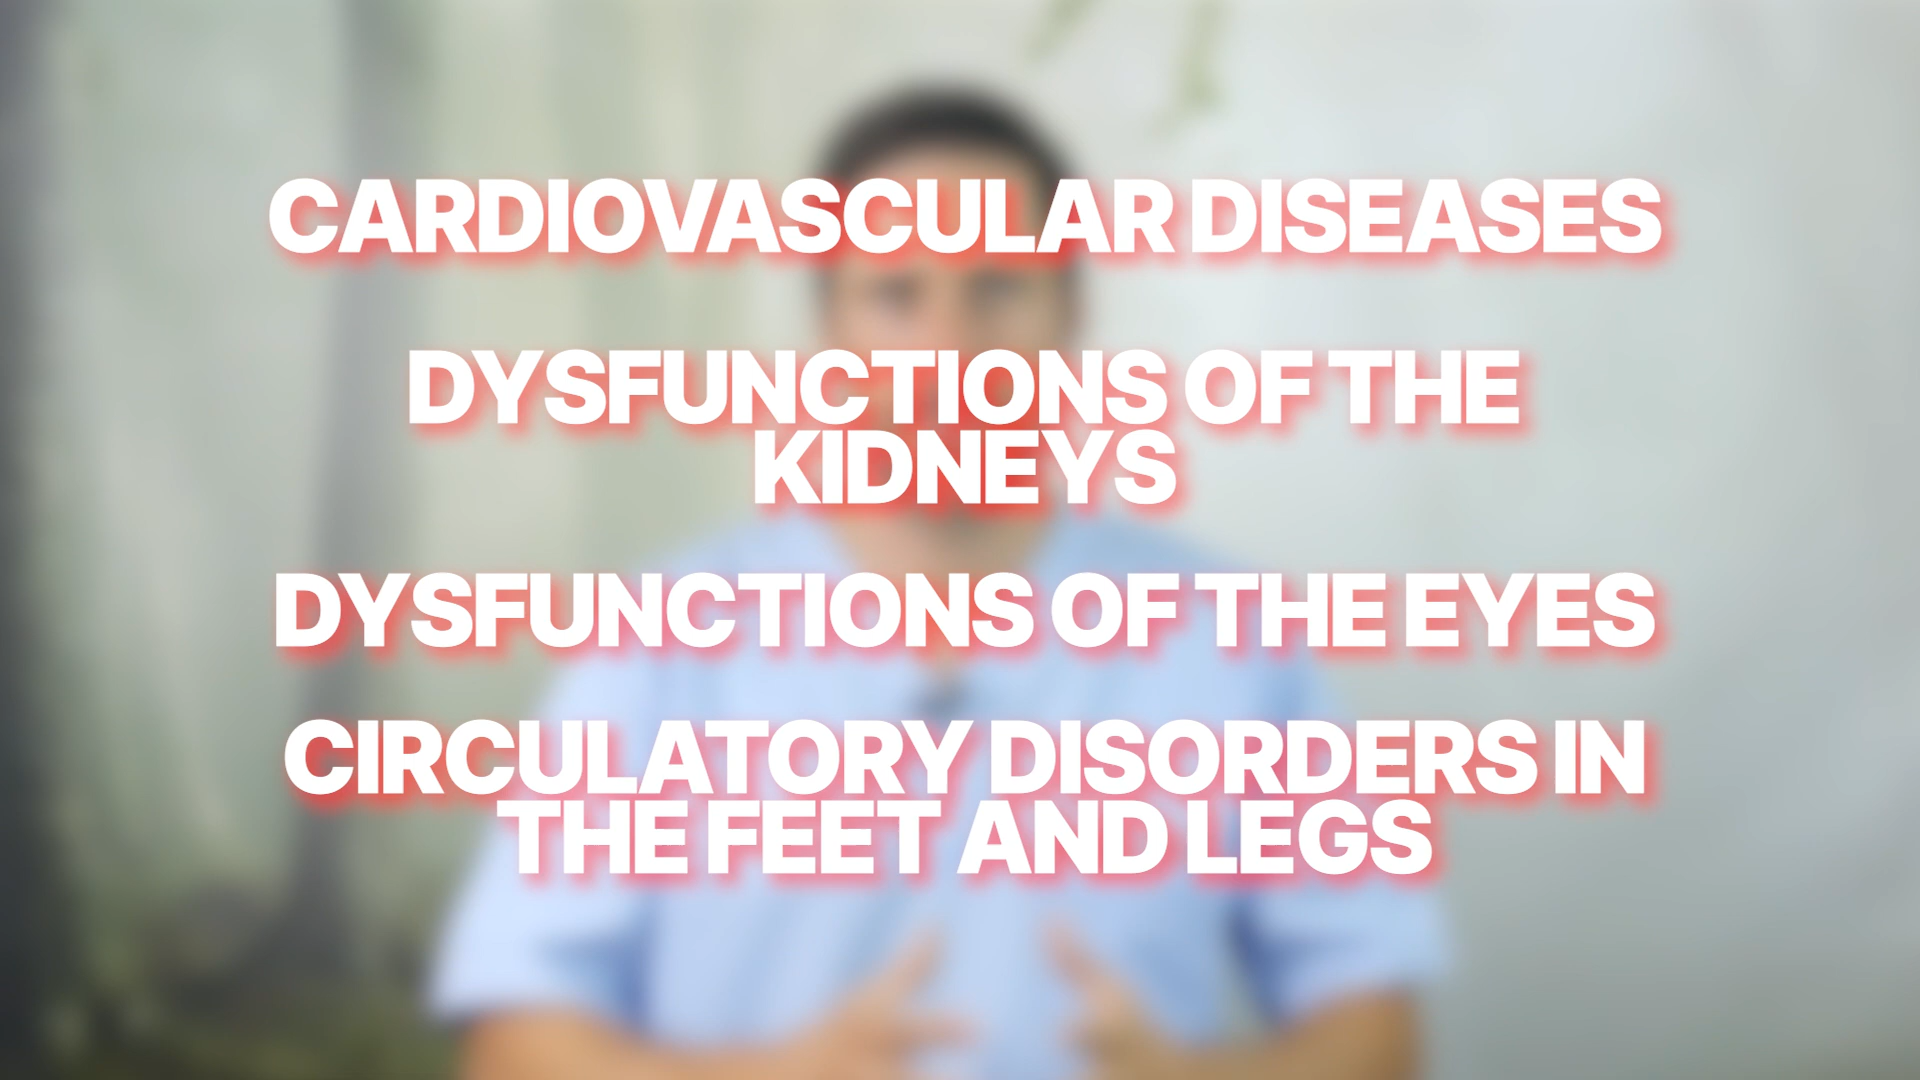 CARDIOVASCULAR DISEASES
DYSFUNCTIONS OF THE
KIDNEYS
DYSFUNCTIONS OF THE EYES
CIRCULATORY DISORDERS IN
THE FEET AND LEGS